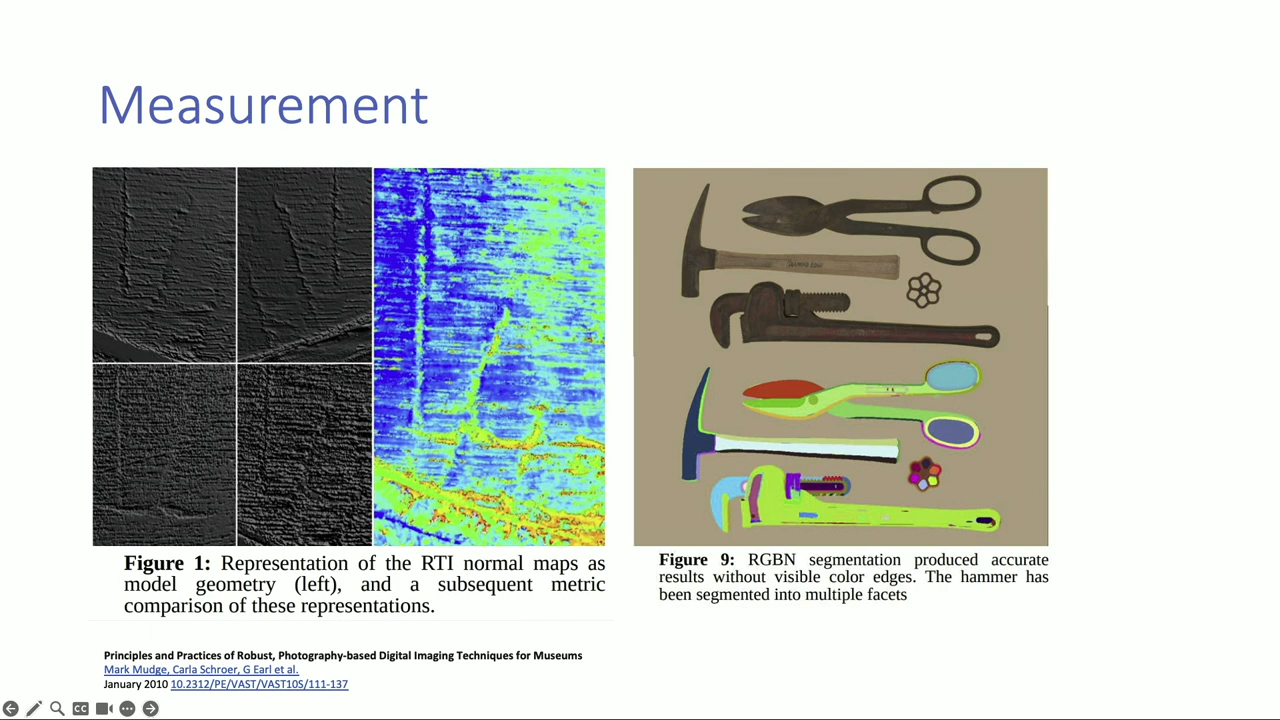 Measurement
Figure 1: Representation of the RTI normal maps as
model geometry (left), and a subsequent metric
comparison of these representations.
Figure 9: RGBN segmentation produced accurate
results without visible color edges. The hammer has
been segmented into multiple facets
Principles and Practices of Robust, Photography-based Digital Imaging Techniques for Museums
Mark Mudge, Carla Schroer, G Earl et al.
January 2010 10.2312/PE/VAST/VAST10S/111-137
CC